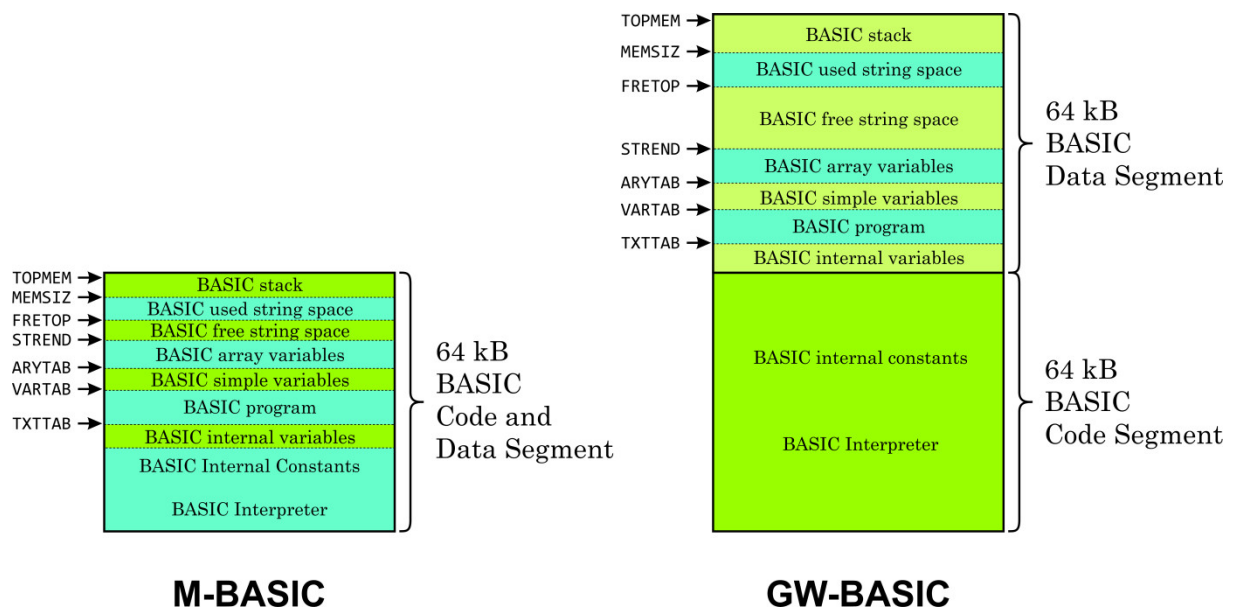 TOPMEM
MEMSIZ
FRETOP
STREND
ARYTAB
VARTAB
TXTTAB
BASIC stack
BASIC used string space
BASIC free string space
BASIC array variables
BASIC simple variables
BASIC program
BASIC internal variables
BASIC Internal Constants
BASIC Interpreter
64 kB
BASIC
Code and
Data Segment
M-BASIC
TOPMEM
MEMSIZ
FRETOP
STREND
ARYTAB
VARTAB
TXTTAB
BASIC stack
BASIC used string space
BASIC free string space
BASIC array variables
BASIC simple variables
BASIC program
BASIC internal variables
BASIC internal constants
BASIC Interpreter
64 kB
BASIC
Data Segment
64 kB
BASIC
Code Segment
GW-BASIC